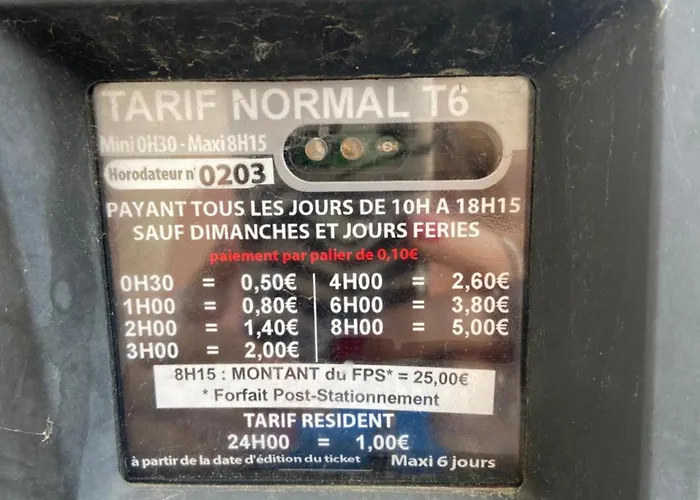 TARIF NORMAL T6
Mini 0H30 - Maxi 8H15
Horodateur n° 0203
PAYANT TOUS LES JOURS DE 10H A 18H15
SAUF DIMANCHES ET JOURS FERIES
paiement par palier de 0,10€
0H30 = 0,50€ 4H00 = 2,60€
1H00 = 0,80€ 6H00 = 3,80€
2H00 = 1,40€ 8H00 = 5,00€
3H00 = 2,00€
8H15 : MONTANT du FPS* = 25,00€
* Forfait Post-Stationnement
TARIF RESIDENT
24H00 = 1,00€
à partir de la date d'édition du ticket Maxi 6 jours